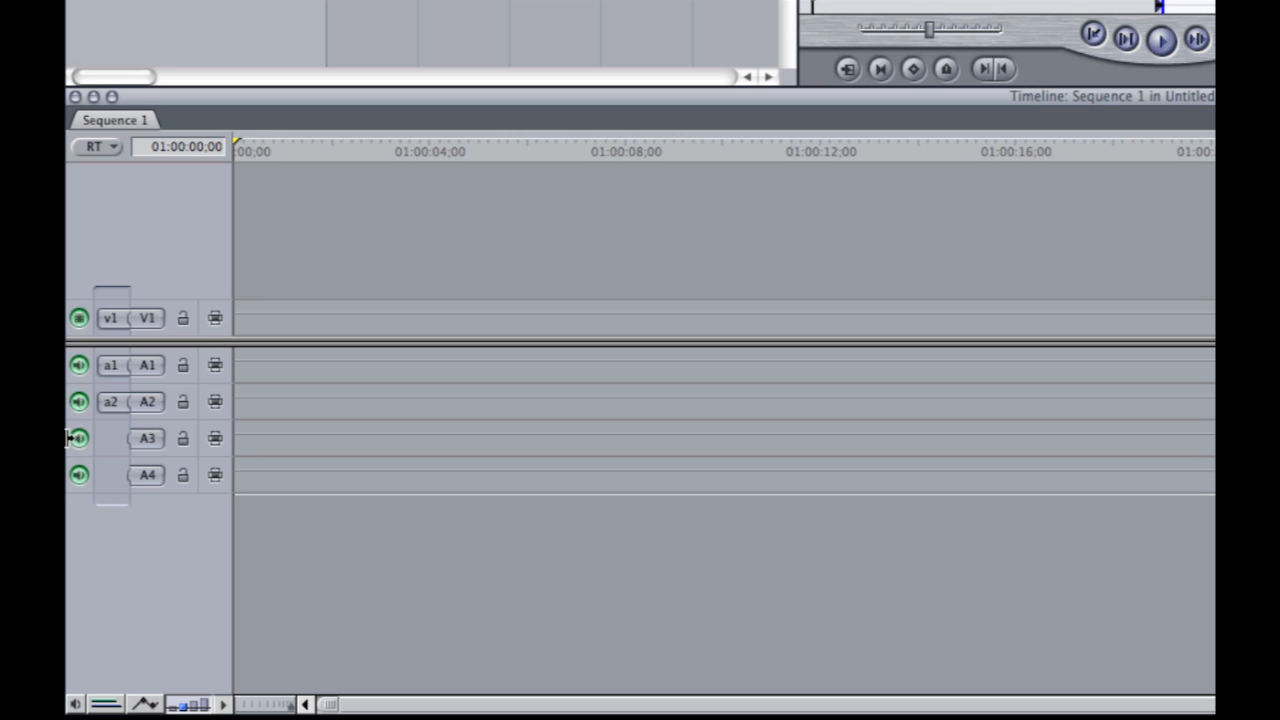 Timeline: Sequence 1 in Untitled
Sequence 1
RT 01:00:00;00
:00;00 01:00:04;00 01:00:08;00 01:00:12;00 01:00:16;00 01:00:
v1 V1
a1 A1
a2 A2
A3
A4